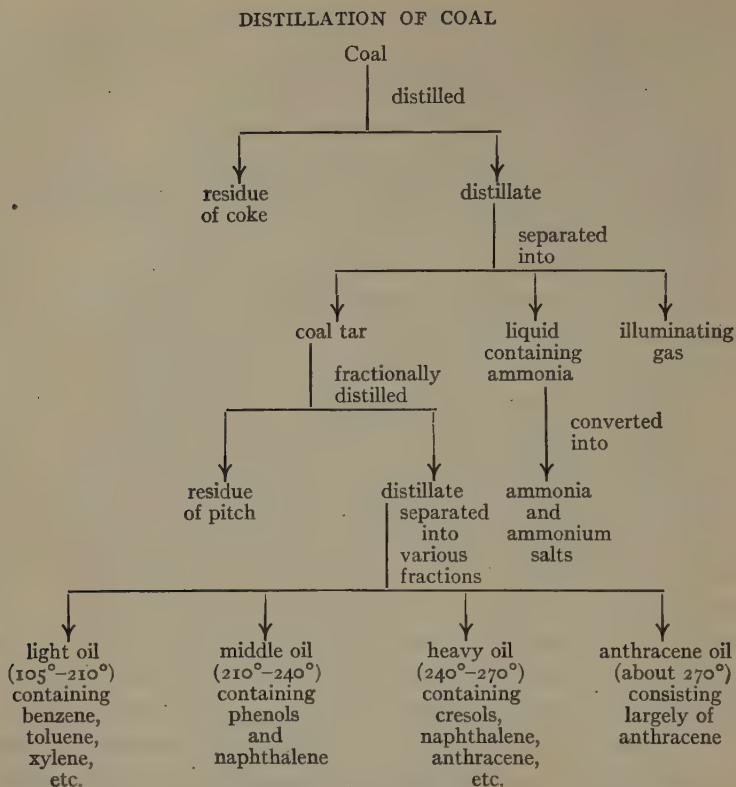 DISTILLATION OF COAL
Coal
distilled
residue
of coke
distillate
separated
into
coal tar
liquid
containing
ammonia
illuminating
gas
fractionally
distilled
converted
into
residue
of pitch
distillate
separated
into
various
fractions
ammonia
and
ammonium
salts
light oil
(105°–210°)
containing
benzene,
toluene,
xylene,
etc.
middle oil
(210°–240°)
containing
phenols
and
naphthalene
heavy oil
(240°–270°)
containing
cresols,
naphthalene,
anthracene,
etc.
anthracene oil
(about 270°)
consisting
largely of
anthracene